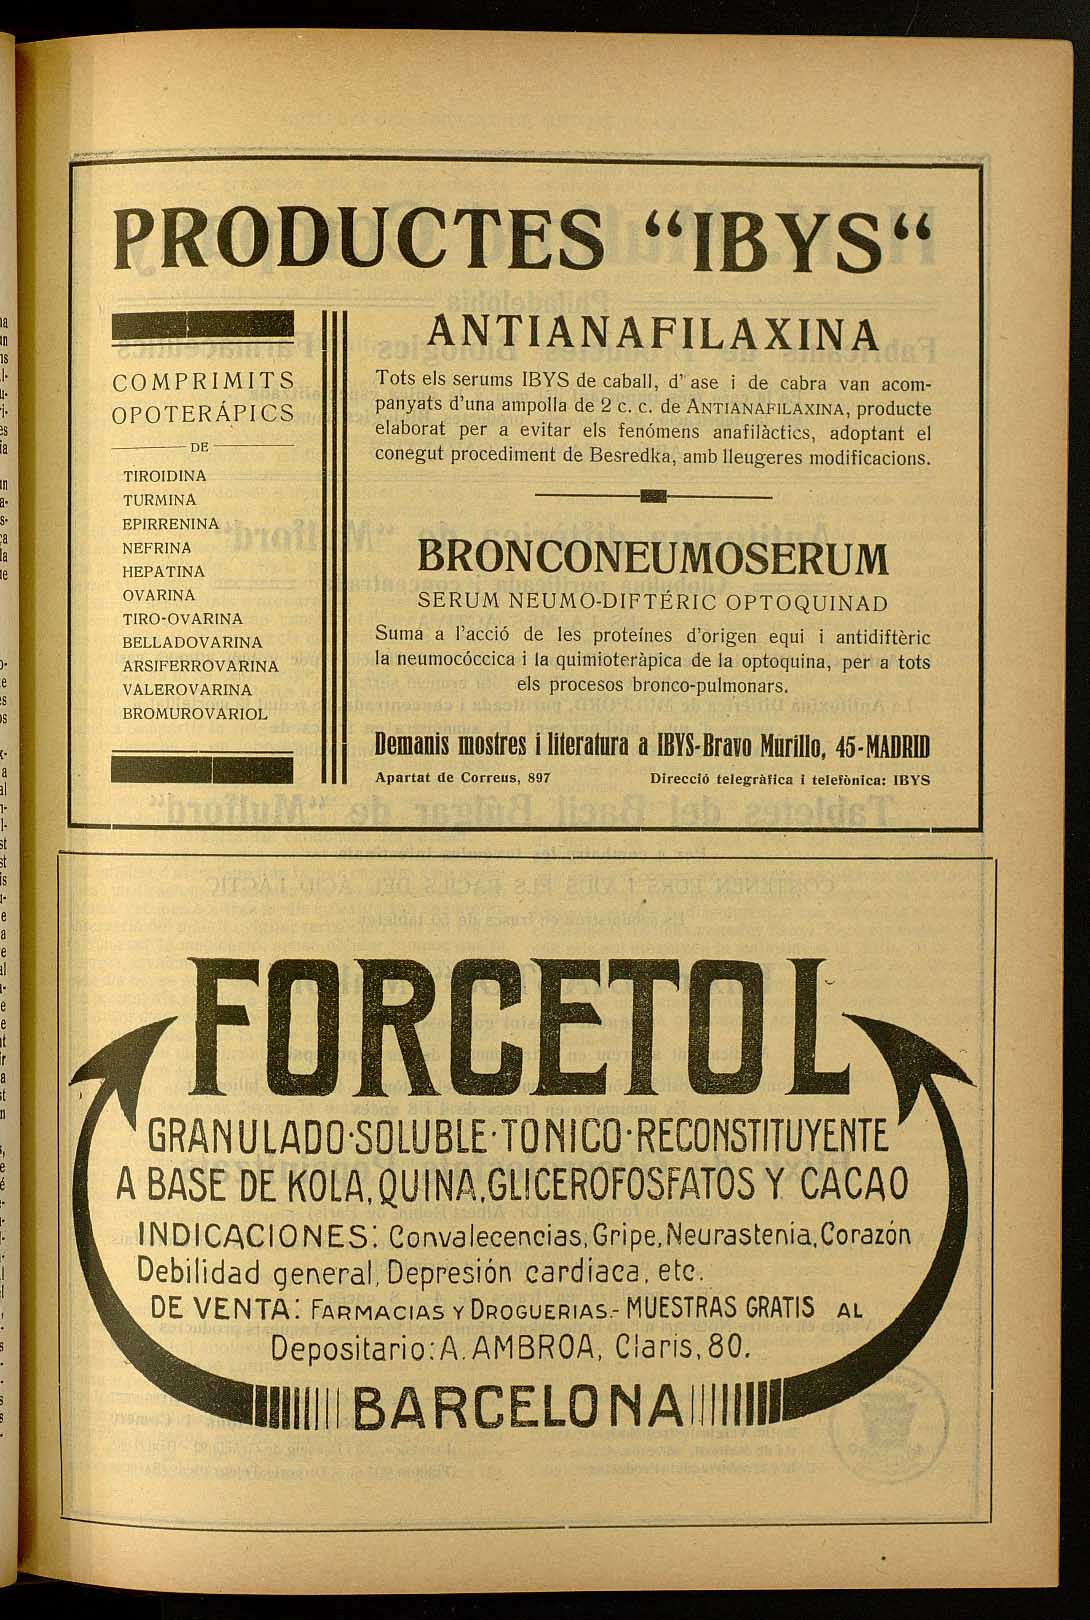 PRODUCTES “IBYS“
COMPRIMITS
OPOTERÁPICS
DE
TIROIDINA
TURMINA
EPIRRENINA
NEFRINA
HEPATINA
OVARINA
TIRO-OVARINA
BELLADOVARINA
ARSIFERROVARINA
VALEROVARINA
BROMUROVARIOL
ANTIANAFILAXINA
Tots els serums IBYS de caball, d’ ase i de cabra van acom-
panyats d’una ampolla de 2 c. c. de ANTIANAFILAXINA, producte
elaborat per a evitar els fenómens anafilàctics, adoptant el
conegut procediment de Besredka, amb lleugeres modificacions.
BRONCONEUMOSERUM
SERUM NEUMO-DIFTÉRIC OPTOQUINAD
Suma a l’acció de les proteínes d’origen equi i antidiftèric
la neumocóccica i la quimioteràpica de la optoquina, per a tots
els procesos bronco-pulmonars.
Demanis mostres i literatura a IBYS-Bravo Murillo, 45-MADRID
Apartat de Correus, 897 Direcció telegràfica i telefònica: IBYS
FORCETOL
GRANULADO·SOLUBLE·TONICO·RECONSTITUYENTE
A BASE DE KOLA, QUINA, GLICEROFOSFATOS Y CACAO
INDICACIONES: Convalecencias, Gripe, Neurastenia, Corazón
Debilidad general, Depresión cardiaca, etc.
DE VENTA: FARMACIAS Y DROGUERIAS.- MUESTRAS GRATIS AL
Depositario: A. AMBROA, Claris, 80.
BARCELONA